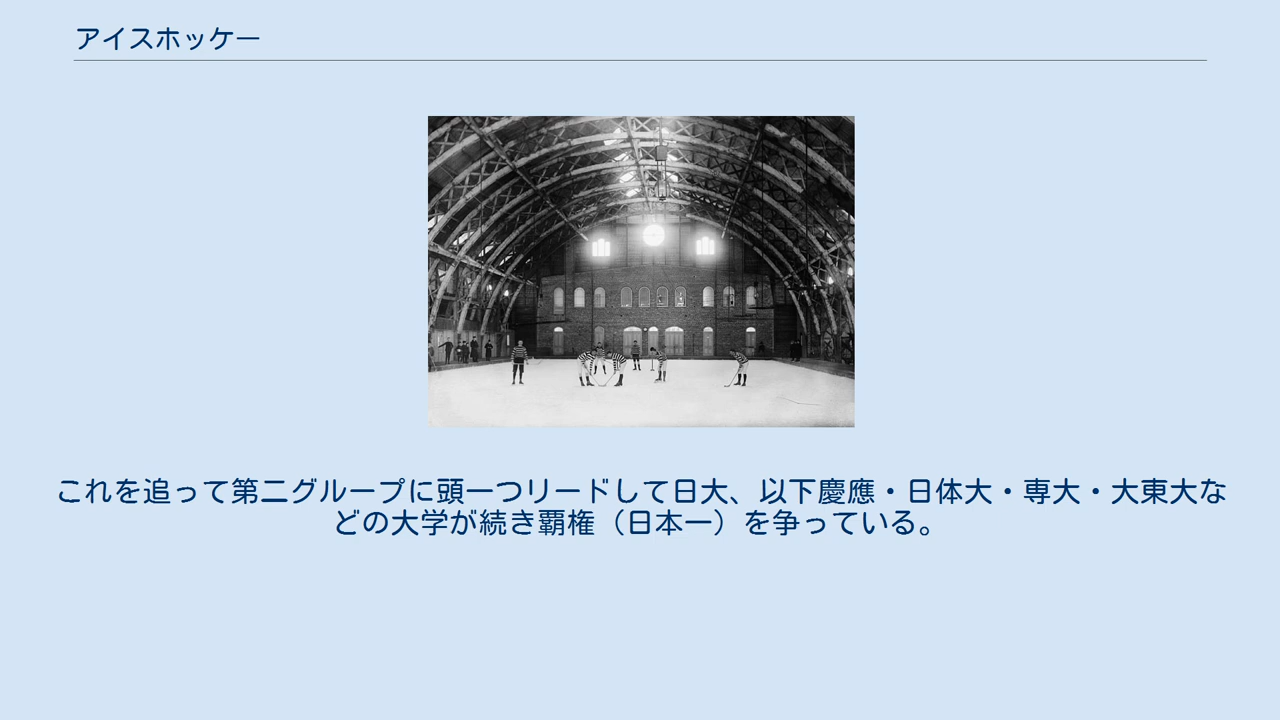 アイスホッケー
これを追って第二グループに頭一つリードして日大、以下慶應・日体大・専大・大東大な
どの大学が続き覇権（日本一）を争っている。